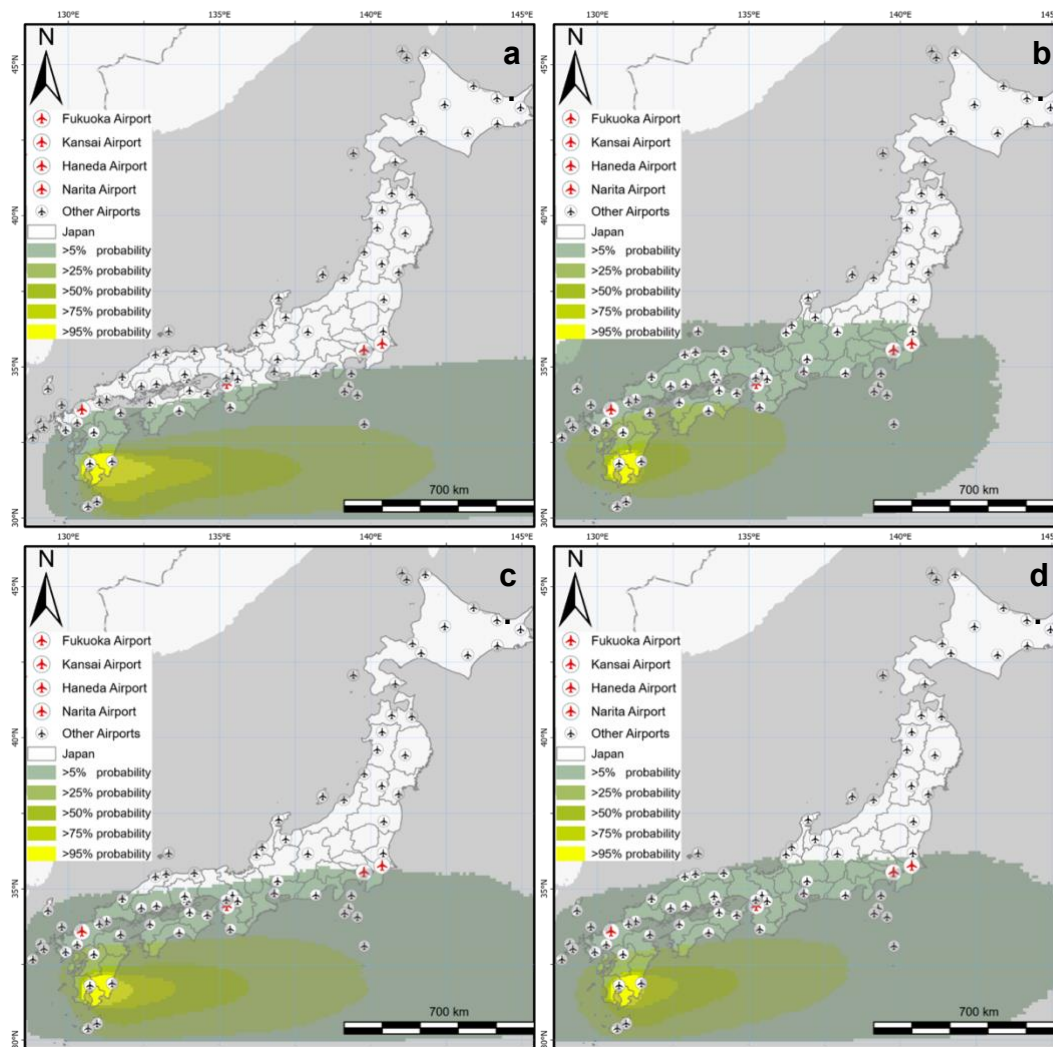 130°E 135°E 140°E 145°E 130°E 135°E 140°E 145°E
N a N b
45°N 45°N
Fukuoka Airport Fukuoka Airport
Kansai Airport Kansai Airport
Haneda Airport Haneda Airport
Narita Airport Narita Airport
Other Airports Other Airports
40°N 40°N
Japan Japan
>5% probability >5% probability
>25% probability >25% probability
>50% probability >50% probability
>75% probability >75% probability
>95% probability >95% probability
35°N 35°N
700 km 700 km
30°N 30°N
130°E 135°E 140°E 145°E 130°E 135°E 140°E 145°E
N c N d
45°N 45°N
Fukuoka Airport Fukuoka Airport
Kansai Airport Kansai Airport
Haneda Airport Haneda Airport
Narita Airport Narita Airport
Other Airports Other Airports
40°N 40°N
Japan Japan
>5% probability >5% probability
>25% probability >25% probability
>50% probability >50% probability
>75% probability >75% probability
>95% probability >95% probability
35°N 35°N
700 km 700 km
30°N 30°N